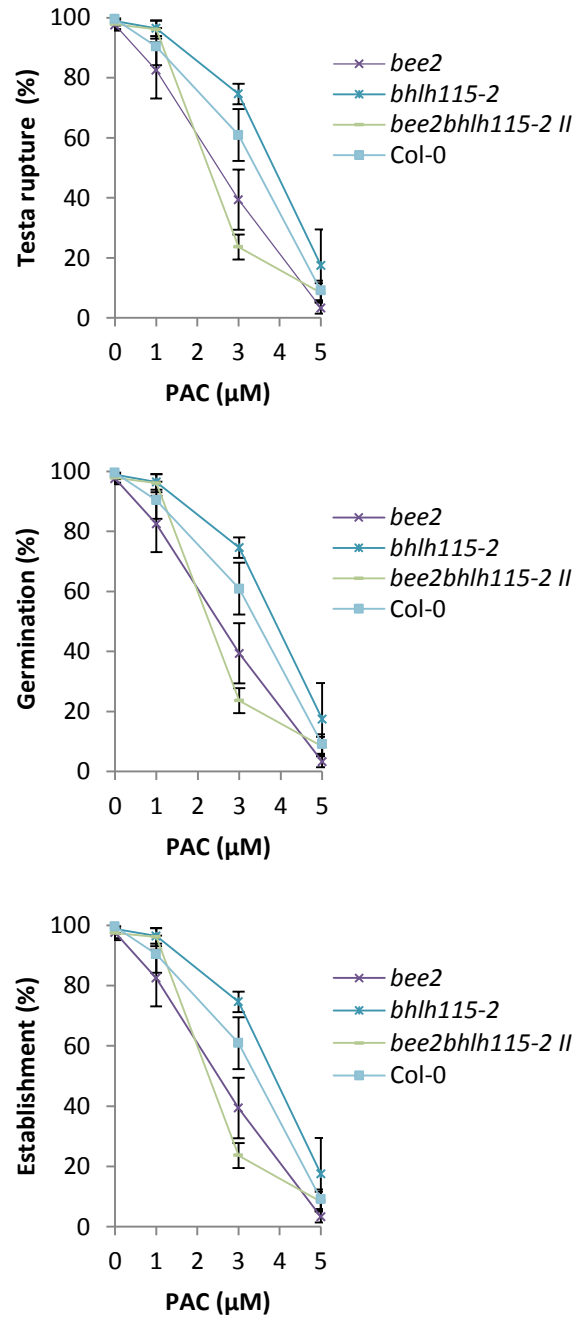 Testa rupture (%)
100
80
60
40
20
0
0 1 2 3 4 5
PAC (µM)
bee2
bhlh115-2
bee2bhlh115-2 II
Col-0
Germination (%)
100
80
60
40
20
0
0 1 2 3 4 5
PAC (µM)
bee2
bhlh115-2
bee2bhlh115-2 II
Col-0
Establishment (%)
100
80
60
40
20
0
0 1 2 3 4 5
PAC (µM)
bee2
bhlh115-2
bee2bhlh115-2 II
Col-0